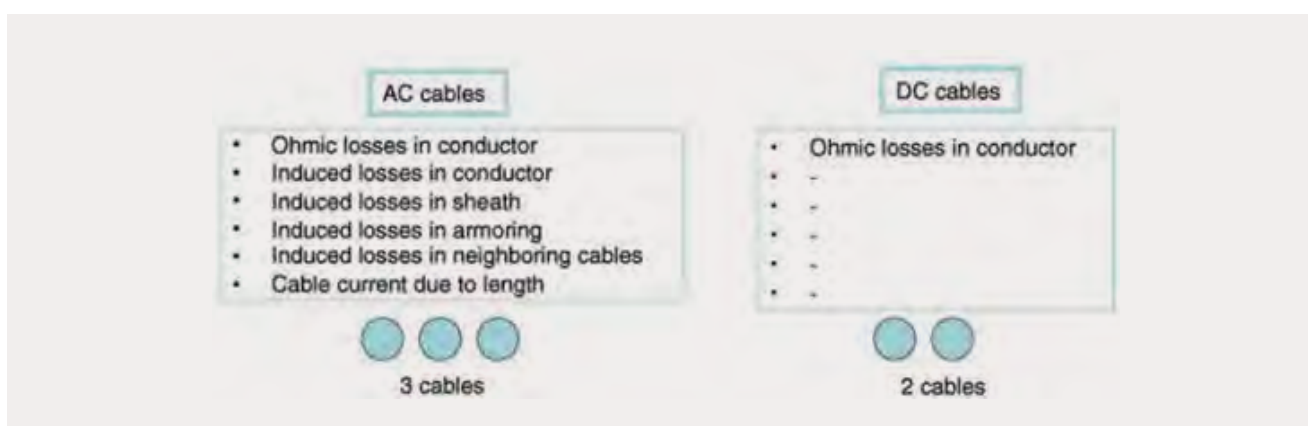 AC cables
• Ohmic losses in conductor
• Induced losses in conductor
• Induced losses in sheath
• Induced losses in armoring
• Induced losses in neighboring cables
• Cable current due to length
3 cables
DC cables
• Ohmic losses in conductor
• -
• -
• -
• -
• -
2 cables